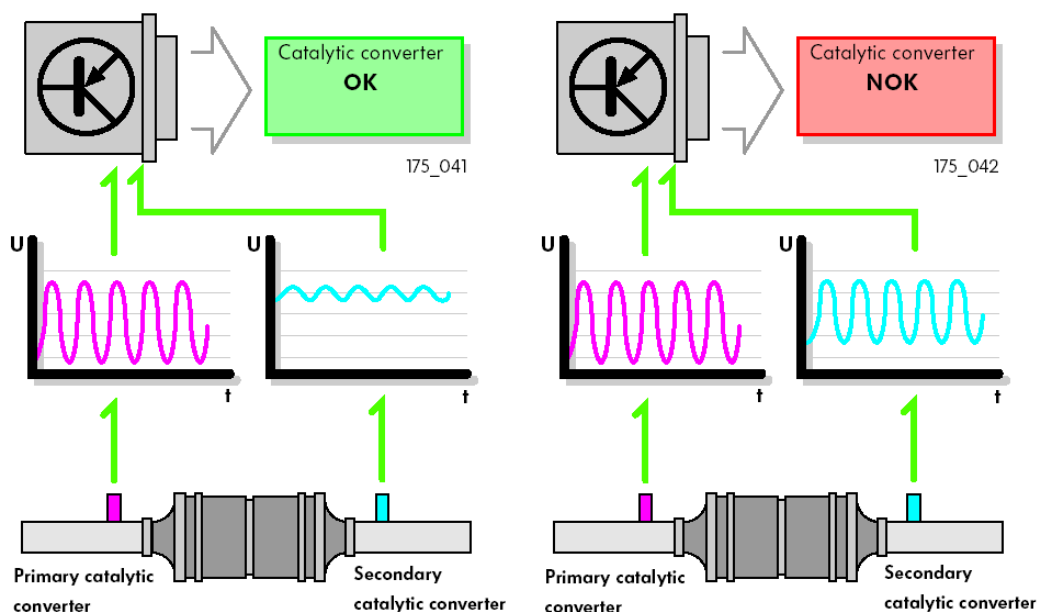 Catalytic converter
OK
175_041
U
t
U
t
Primary catalytic
converter
Secondary
catalytic converter
Catalytic converter
NOK
175_042
U
t
U
t
Primary catalytic
converter
Secondary
catalytic converter